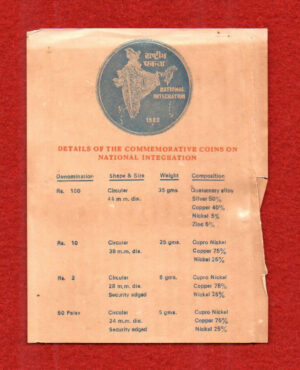 राष्ट्रीय
एकता
NATIONAL
INTEGRATION
1982
DETAILS OF THE COMMEMORATIVE COINS ON
NATIONAL INTEGRATION
Denomination Shape & Size Weight Composition
Rs. 100 Circular 35 gms. Quaternary alloy
44 m m. dia. Silver 50%
Copper 40%
Nickel 5%
Zinc 5%
Rs. 10 Circular 25 gms. Cupro Nickel
39 m.m. dia. Copper 75%
Nickel 25%
Rs. 2 Circular 8 gms. Cupro Nickel
28 m.m. dia. Copper 75%
Security edged Nickel 25%
50 Paise Circular 5 gms. Cupro Nickel
24 m.m. dia. Copper 75%
Security edged Nickel 25%